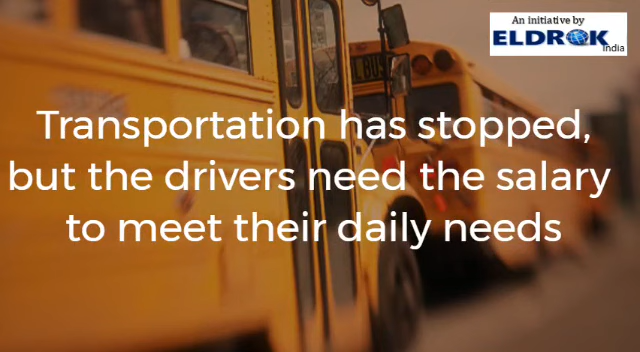 An initiative by
ELDROK
India
L BUS
Transportation has stopped,
but the drivers need the salary
to meet their daily needs